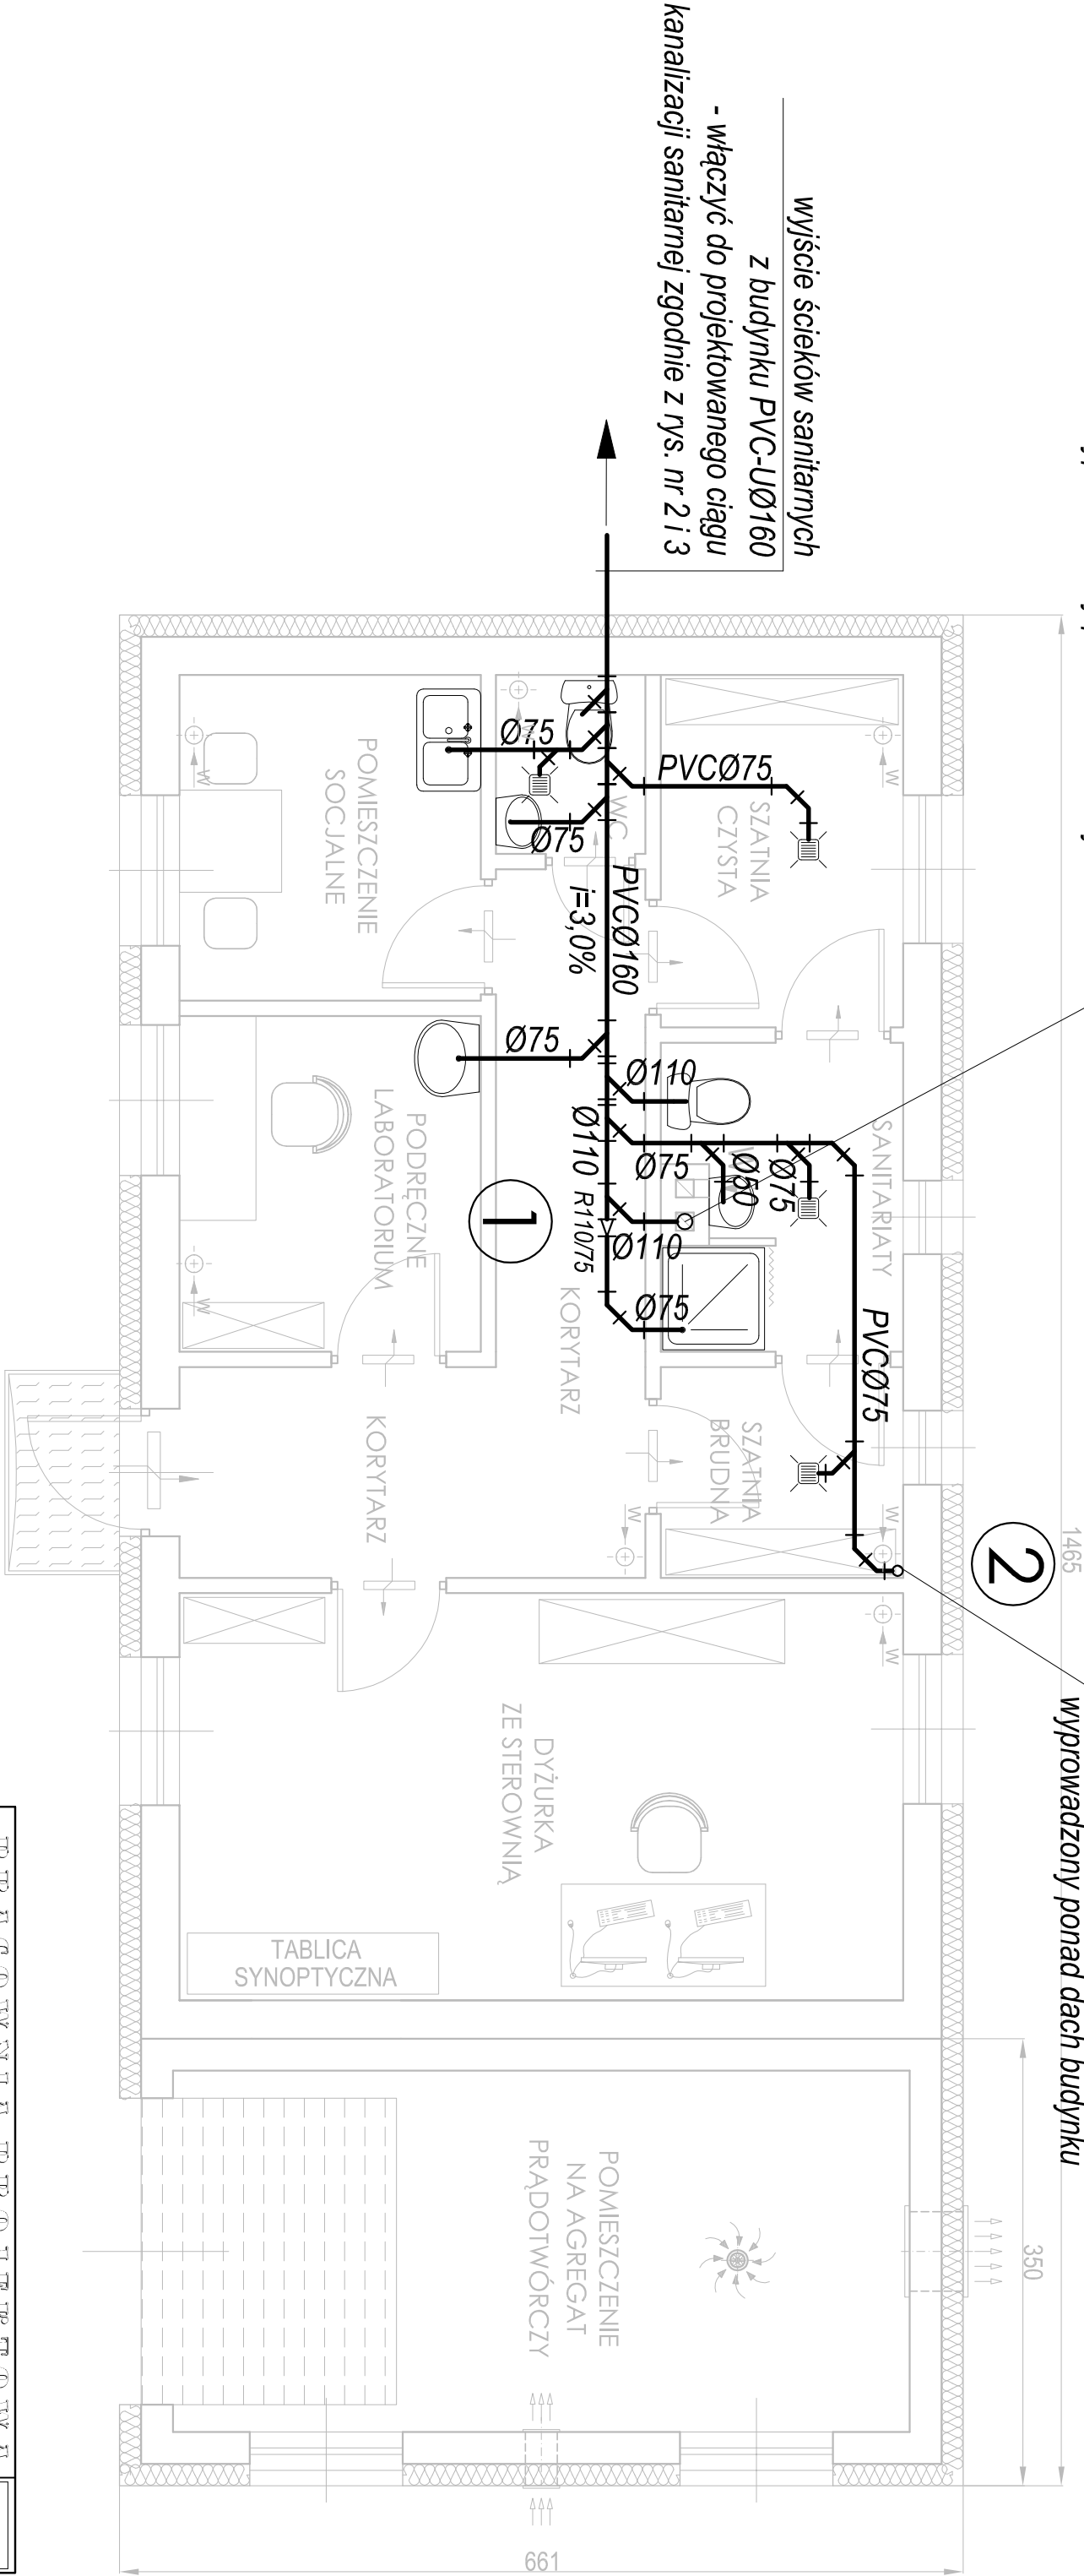 wyjście ścieków sanitarnych
z budynku PVC-UØ160
- włączyć do projektowanego ciągu
kanalizacji sanitarnej zgodnie z rys. nr 2 i 3
wyprowadzony ponad dach budynku
1465
350
661
2
1
SZATNIA
CZYSTA
SANITARIATY
SZATNIA
BRUDNA
WC
KORYTARZ
KORYTARZ
POMIESZCZENIE
SOCJALNE
PODRĘCZNE
LABORATORIUM
DYŻURKA
ZE STEROWNIĄ
TABLICA
SYNOPTYCZNA
POMIESZCZENIE
NA AGREGAT
PRĄDOTWÓRCZY
PVCØ75
PVCØ75
PVCØ160
i=3,0%
Ø75
Ø75
Ø75
Ø110
Ø110
R110/75
Ø110
Ø75
Ø50
Ø75
Ø75
W
W
W
W
W
W
W